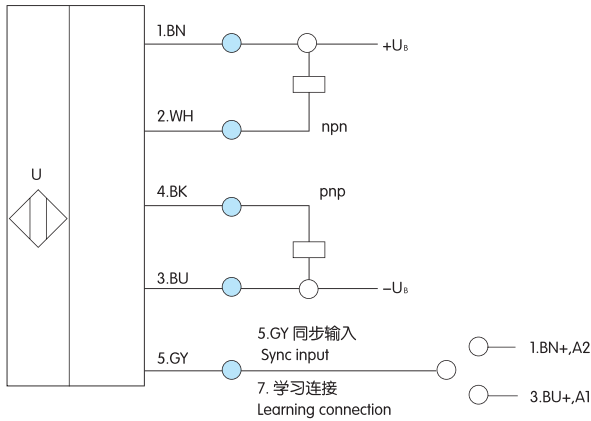 1.BN
+UB
2.WH
npn
U
4.BK
pnp
3.BU
−UB
5.GY 同步输入
Sync input
5.GY
1.BN+,A2
7. 学习连接
Learning connection
3.BU+,A1